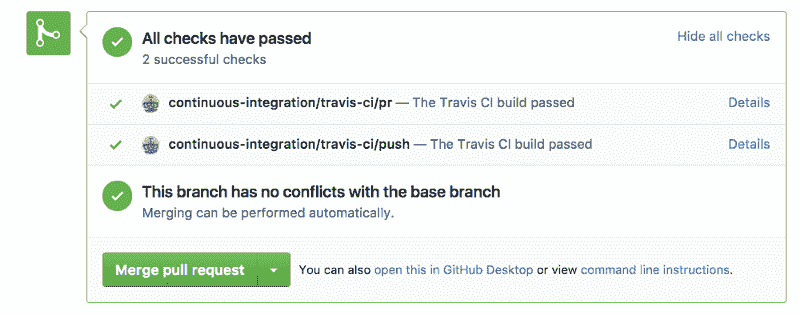 All checks have passed
Hide all checks
2 successful checks
continuous-integration/travis-ci/pr — The Travis CI build passed
Details
continuous-integration/travis-ci/push — The Travis CI build passed
Details
This branch has no conflicts with the base branch
Merging can be performed automatically.
Merge pull request
You can also open this in GitHub Desktop or view command line instructions.